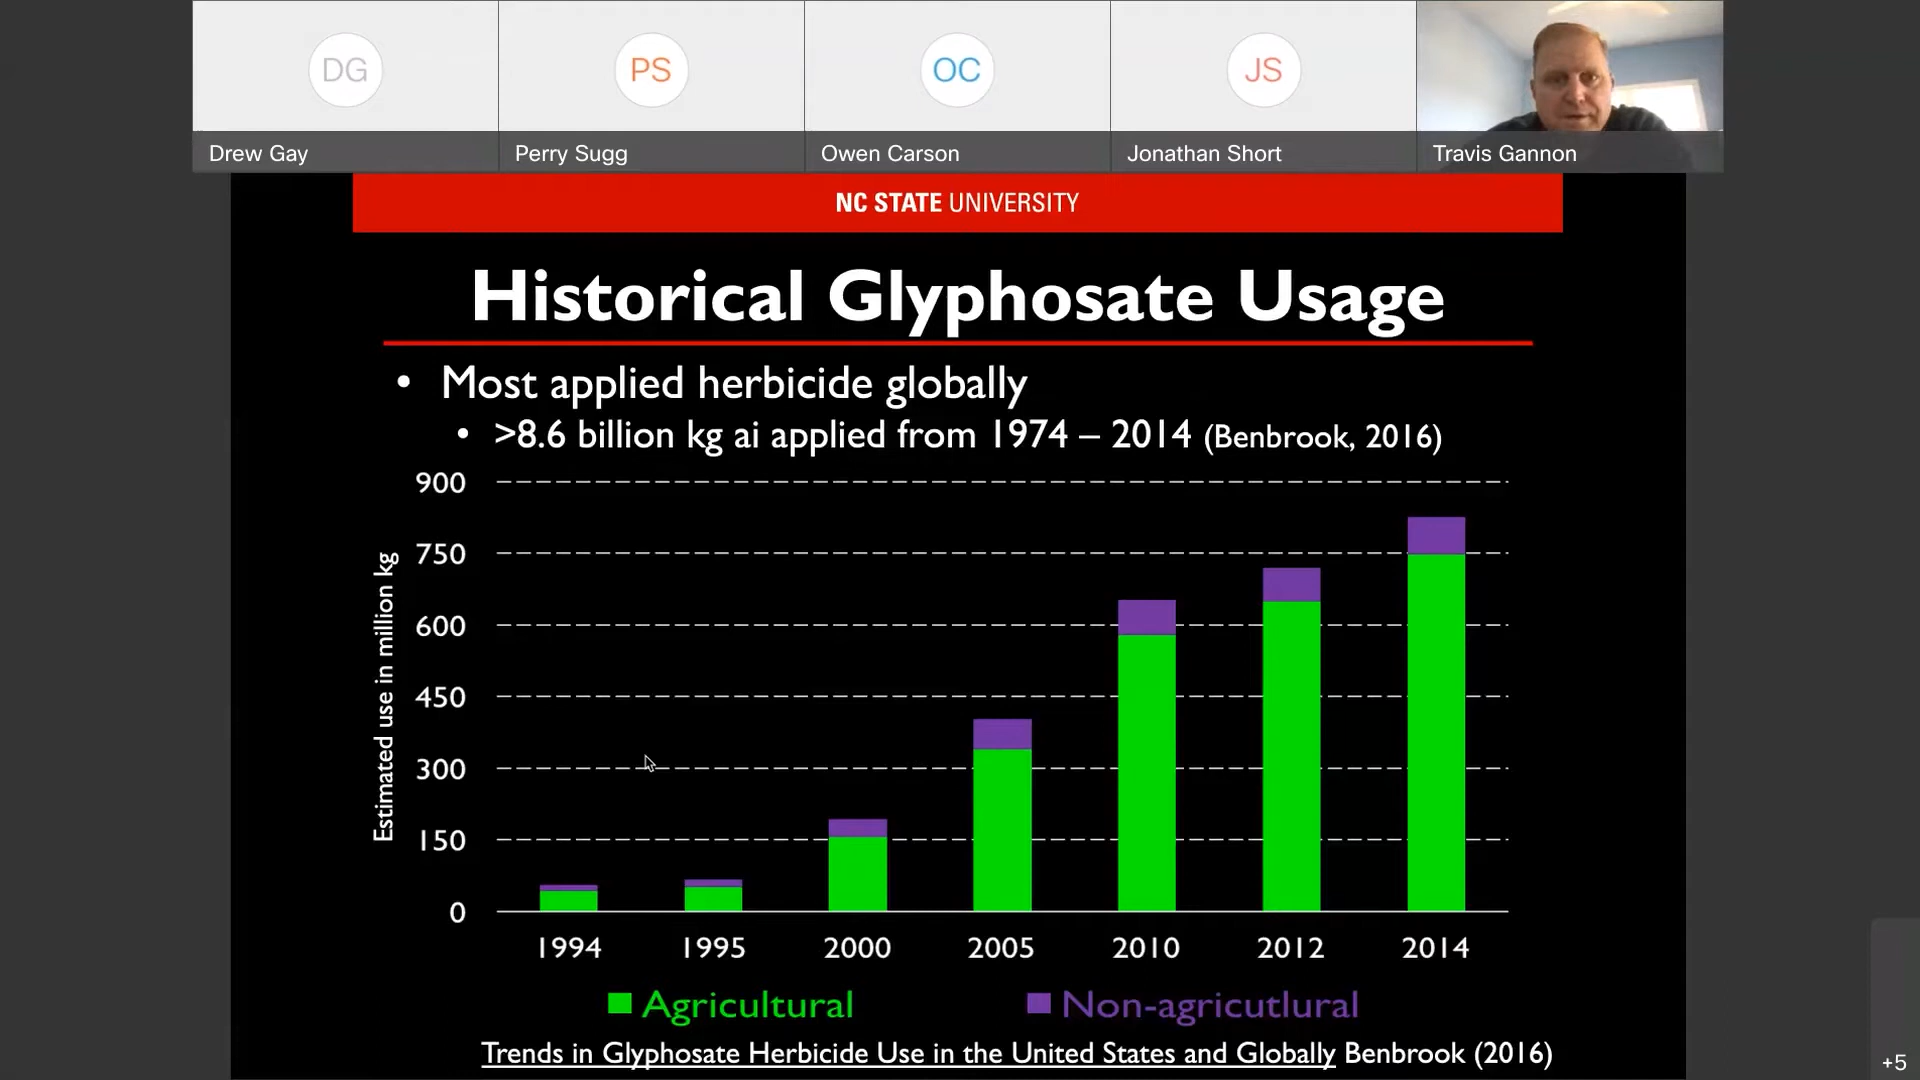 DG
PS
OC
JS
Drew Gay
Perry Sugg
Owen Carson
Jonathan Short
Travis Gannon
NC STATE UNIVERSITY
Historical Glyphosate Usage
• Most applied herbicide globally
• >8.6 billion kg ai applied from 1974 – 2014 (Benbrook, 2016)
Estimated use in million kg
900
750
600
450
300
150
0
1994 1995 2000 2005 2010 2012 2014
Agricultural Non-agricutlural
Trends in Glyphosate Herbicide Use in the United States and Globally Benbrook (2016)
+5